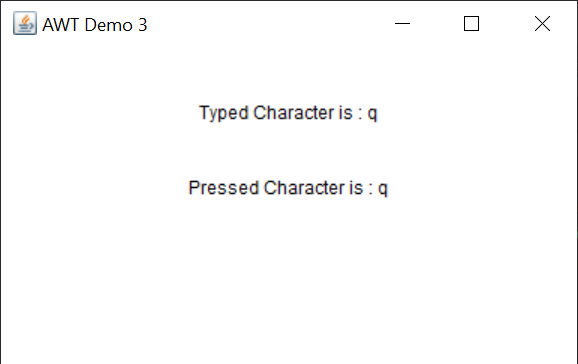 AWT Demo 3
Typed Character is : q
Pressed Character is : q